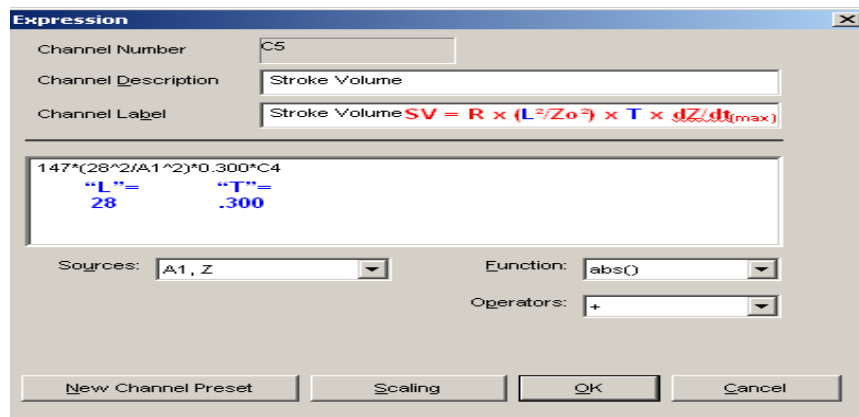 Expression
Channel Number C5
Channel Description Stroke Volume
Channel Label Stroke Volume SV = R x (L²/Zo²) x T x dZ/dt(max)
147*(28^2/A1^2)*0.300*C4
“L”= “T”=
28 .300
Sources: A1, Z Function: abs()
Operators: +
New Channel Preset Scaling OK Cancel